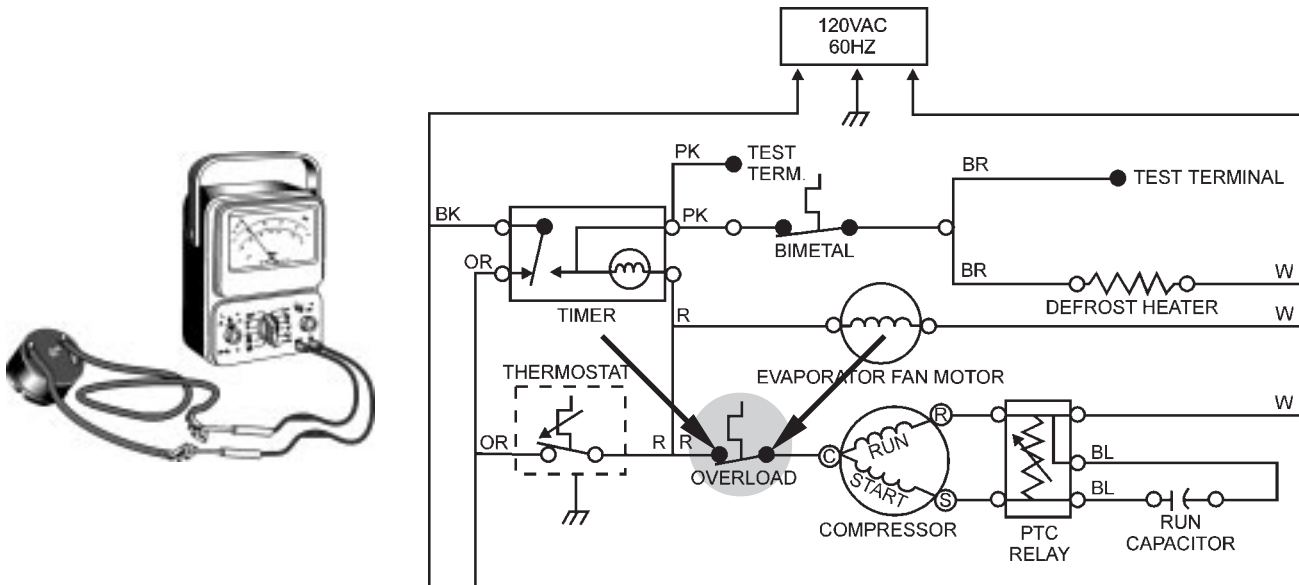 120VAC
60HZ
PK
TEST
TERM.
BR
TEST TERMINAL
BK
PK
BIMETAL
OR
BR
DEFROST HEATER
W
TIMER
R
W
EVAPORATOR FAN MOTOR
THERMOSTAT
OR
R
R
OVERLOAD
C
RUN
START
R
S
COMPRESSOR
W
BL
BL
PTC
RELAY
RUN
CAPACITOR